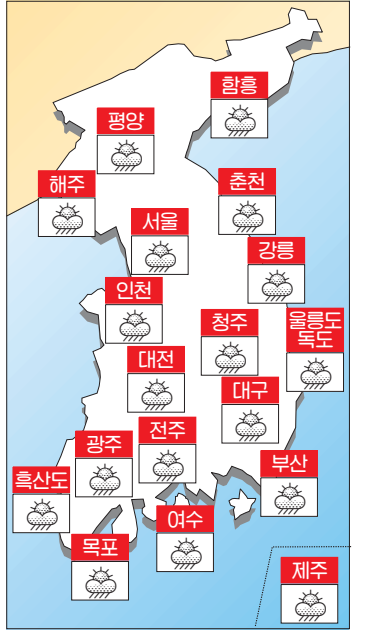 함흥
평양
해주
춘천
서울
강릉
인천
청주
울릉도
독도
대전
대구
전주
광주
부산
흑산도
여수
목포
제주